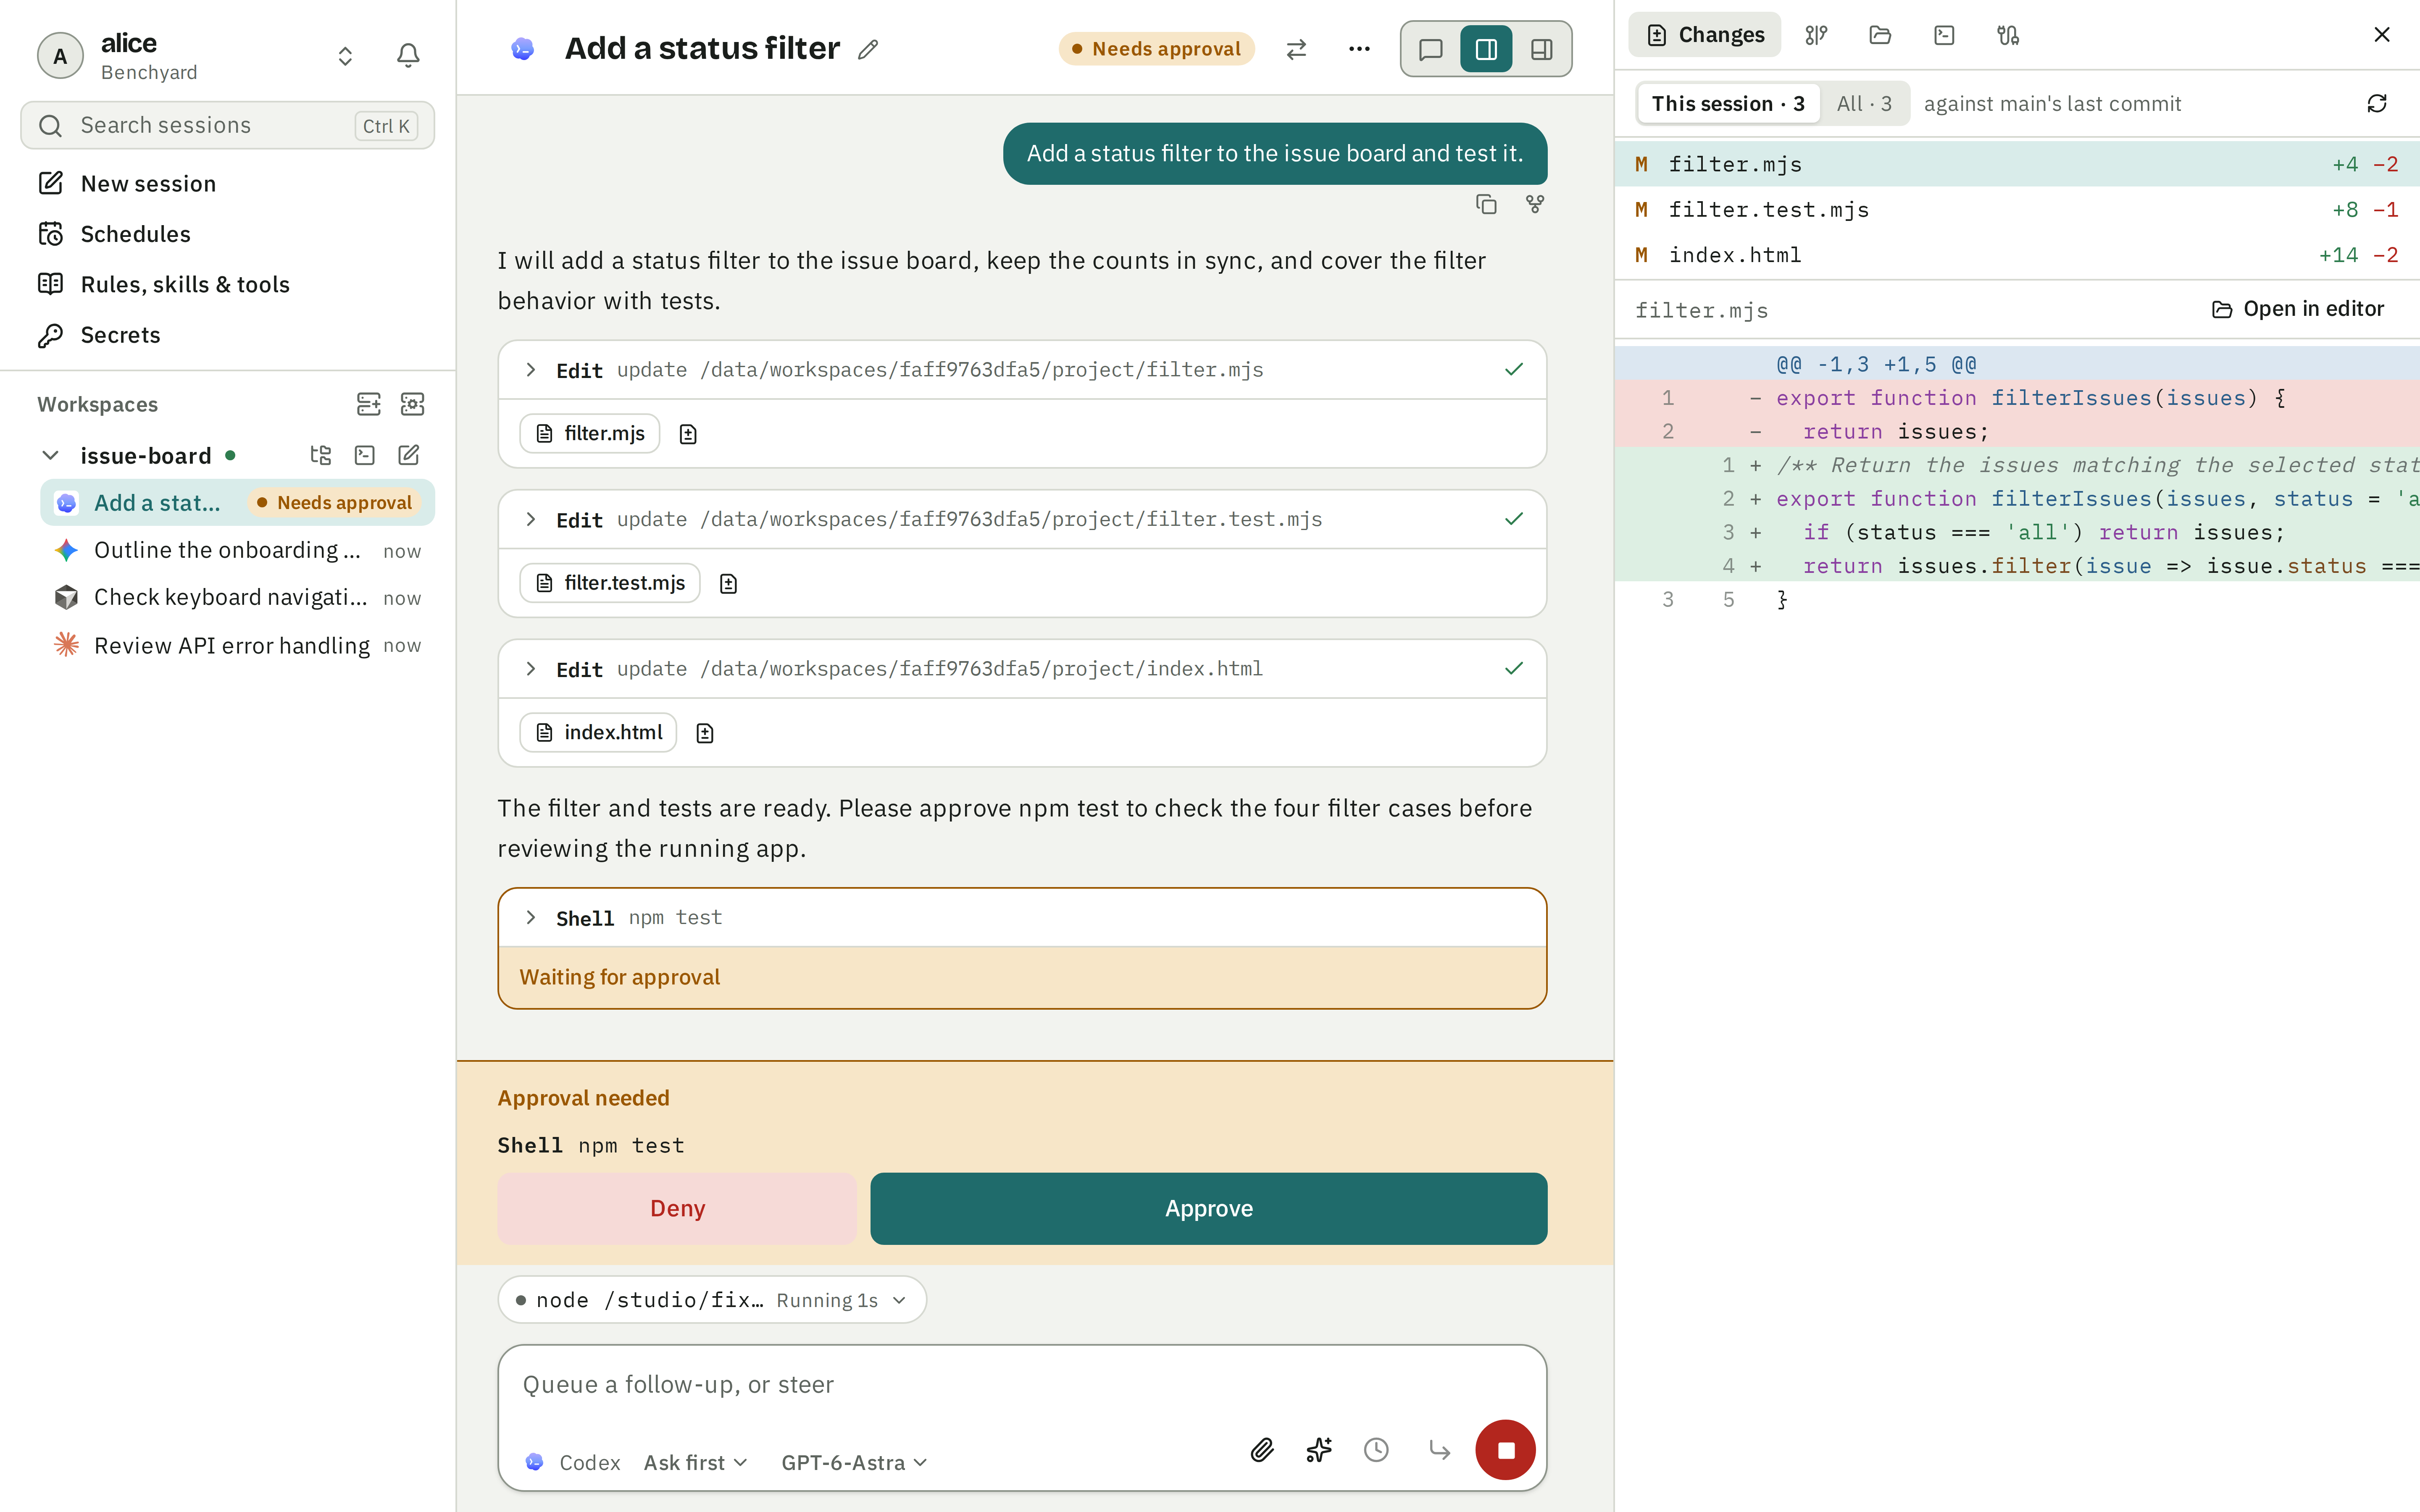 A
alice
Benchyard
Search sessions
Ctrl K
New session
Schedules
Rules, skills & tools
Secrets
Workspaces
issue-board
Add a stat...
Needs approval
Outline the onboarding ...
now
Check keyboard navigati...
now
Review API error handling
now
Add a status filter
Needs approval
Add a status filter to the issue board and test it.
I will add a status filter to the issue board, keep the counts in sync, and cover the filter
behavior with tests.
Edit update /data/workspaces/faff9763dfa5/project/filter.mjs
filter.mjs
Edit update /data/workspaces/faff9763dfa5/project/filter.test.mjs
filter.test.mjs
Edit update /data/workspaces/faff9763dfa5/project/index.html
index.html
The filter and tests are ready. Please approve npm test to check the four filter cases before
reviewing the running app.
Shell npm test
Waiting for approval
Approval needed
Shell npm test
Deny
Approve
node /studio/fix… Running 1s
Queue a follow-up, or steer
Codex
Ask first
GPT-6-Astra
Changes
This session · 3
All · 3
against main's last commit
M filter.mjs +4 −2
M filter.test.mjs +8 −1
M index.html +14 −2
filter.mjs
Open in editor
@@ -1,3 +1,5 @@
1 − export function filterIssues(issues) {
2 − return issues;
1 + /** Return the issues matching the selected stat
2 + export function filterIssues(issues, status = 'a
3 + if (status === 'all') return issues;
4 + return issues.filter(issue => issue.status ===
3 5 }